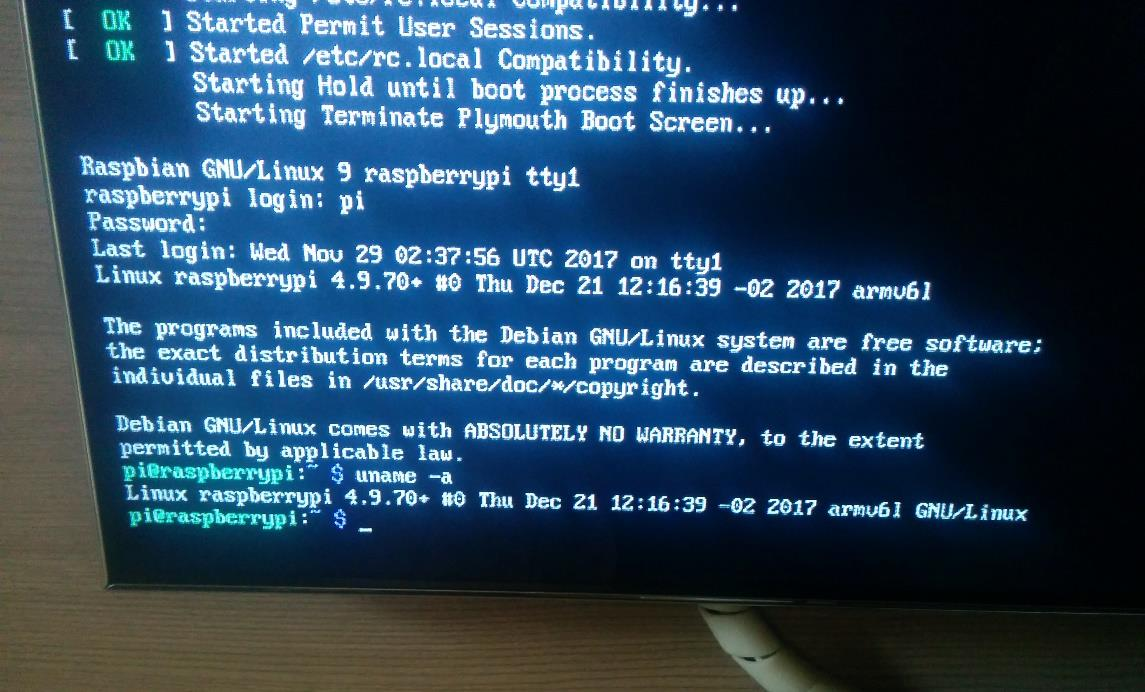 Starting /etc/rc.local Compatibility...
[ OK ] Started Permit User Sessions.
[ OK ] Started /etc/rc.local Compatibility.
Starting Hold until boot process finishes up...
Starting Terminate Plymouth Boot Screen...
Raspbian GNU/Linux 9 raspberrypi tty1
raspberrypi login: pi
Password:
Last login: Wed Nov 29 02:37:56 UTC 2017 on tty1
Linux raspberrypi 4.9.70+ #0 Thu Dec 21 12:16:39 -02 2017 armv6l
The programs included with the Debian GNU/Linux system are free software;
the exact distribution terms for each program are described in the
individual files in /usr/share/doc/*/copyright.
Debian GNU/Linux comes with ABSOLUTELY NO WARRANTY, to the extent
permitted by applicable law.
pi@raspberrypi:~ $ uname -a
Linux raspberrypi 4.9.70+ #0 Thu Dec 21 12:16:39 -02 2017 armv6l GNU/Linux
pi@raspberrypi:~ $ _